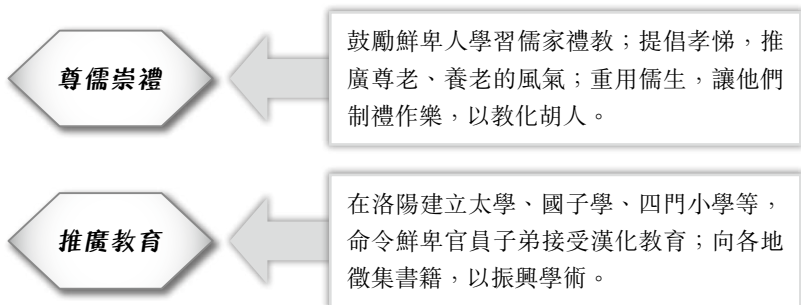 尊儒崇禮
鼓勵鮮卑人學習儒家禮教；提倡孝悌，推
廣尊老、養老的風氣；重用儒生，讓他們
制禮作樂，以教化胡人。
推廣教育
在洛陽建立太學、國子學、四門小學等，
命令鮮卑官員子弟接受漢化教育；向各地
徵集書籍，以振興學術。